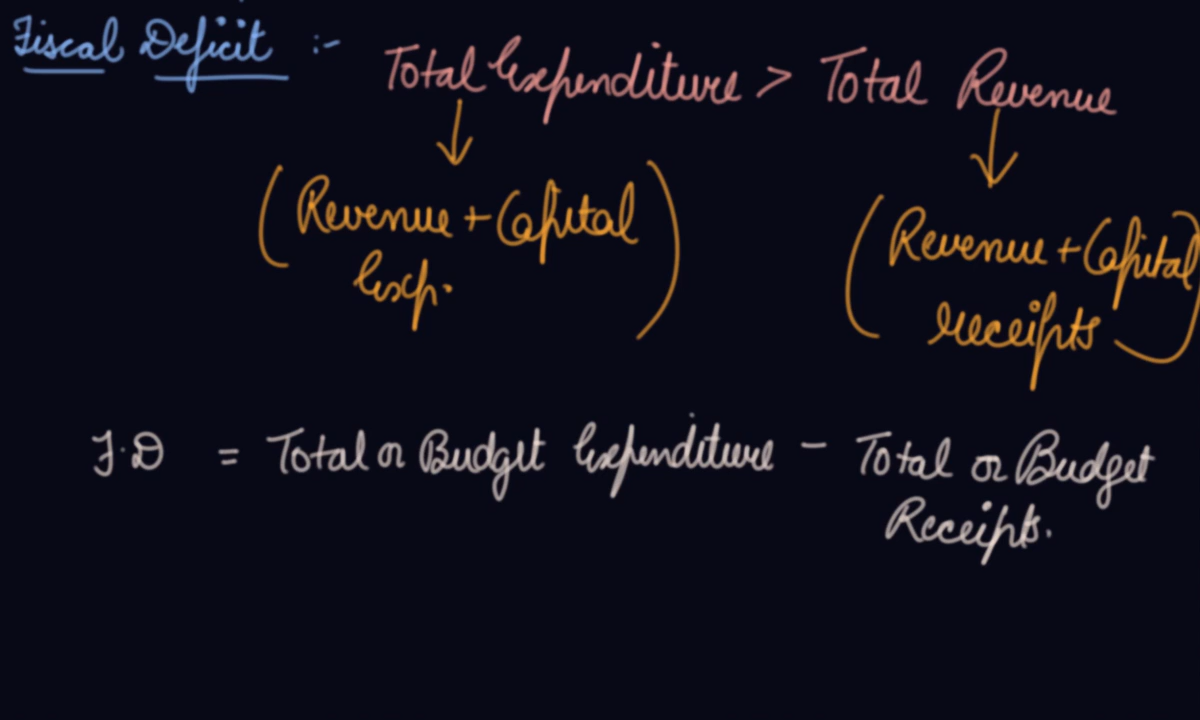 Fiscal Deficit :- Total Expenditure > Total Revenue
(Revenue + Capital Exp.) (Revenue + Capital receipts)
F.D = Total or Budget Expenditure - Total or Budget Receipts.